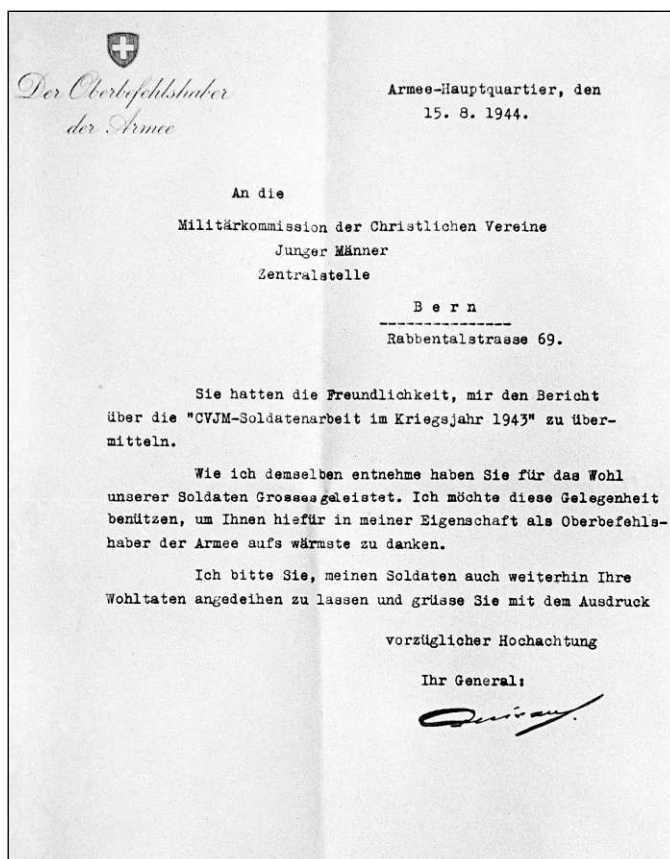 Der Oberbefehlshaber
der Armee
Armee-Hauptquartier, den
15. 8. 1944.
An die
Militärkommission der Christlichen Vereine
Junger Männer
Zentralstelle
B e r n
Rabbentalstrasse 69.
Sie hatten die Freundlichkeit, mir den Bericht
über die "CVJM-Soldatenarbeit im Kriegsjahr 1943" zu über-
mitteln.
Wie ich demselben entnehme haben Sie für das Wohl
unserer Soldaten Grosses geleistet. Ich möchte diese Gelegenheit
benützen, um Ihnen hiefür in meiner Eigenschaft als Oberbefehls-
haber der Armee aufs wärmste zu danken.
Ich bitte Sie, meinen Soldaten auch weiterhin Ihre
Wohltaten angedeihen zu lassen und grüsse Sie mit dem Ausdruck
vorzüglicher Hochachtung
Ihr General: